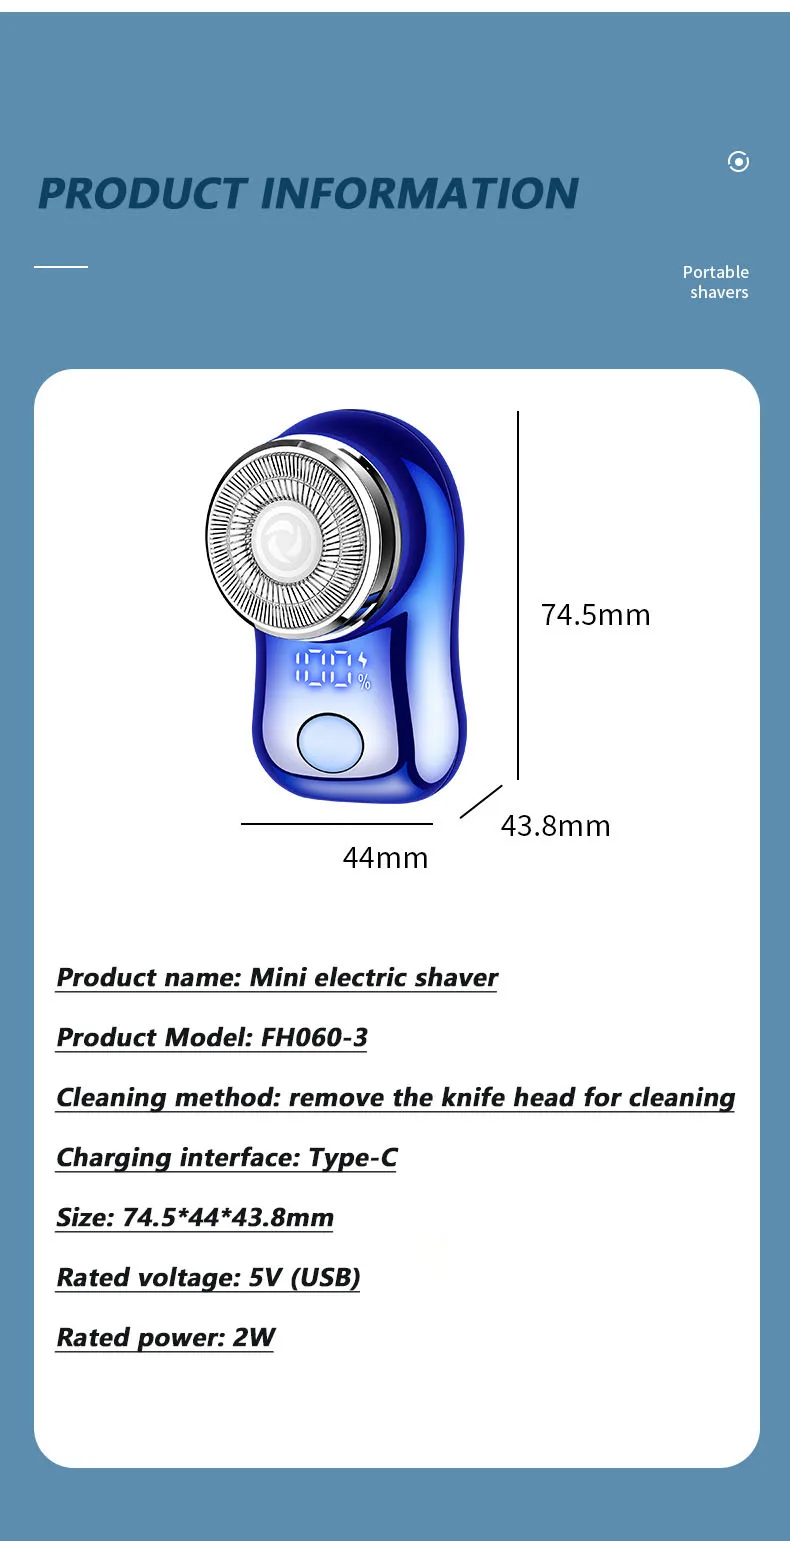 PRODUCT INFORMATION
Portable
shavers
100%
74.5mm
43.8mm
44mm
Product name: Mini electric shaver
Product Model: FH060-3
Cleaning method: remove the knife head for cleaning
Charging interface: Type-C
Size: 74.5*44*43.8mm
Rated voltage: 5V (USB)
Rated power: 2W